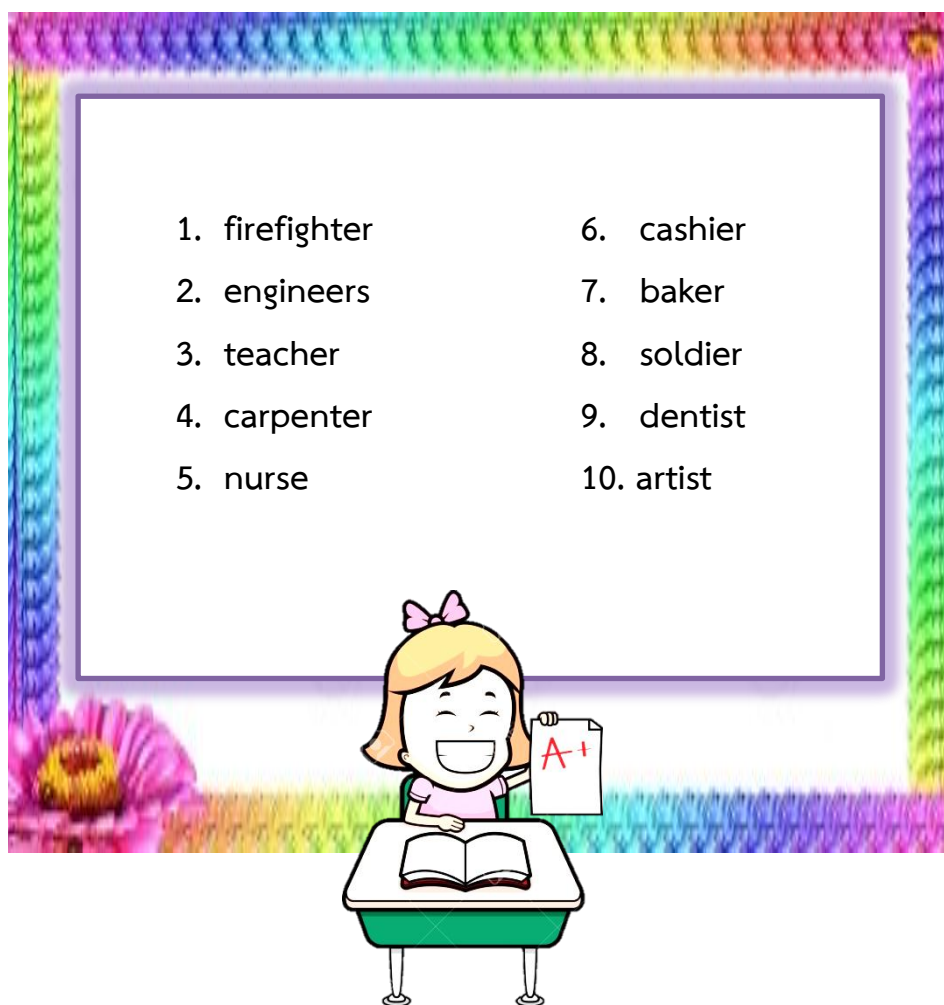 1. firefighter
2. engineers
3. teacher
4. carpenter
5. nurse
6. cashier
7. baker
8. soldier
9. dentist
10. artist
A+